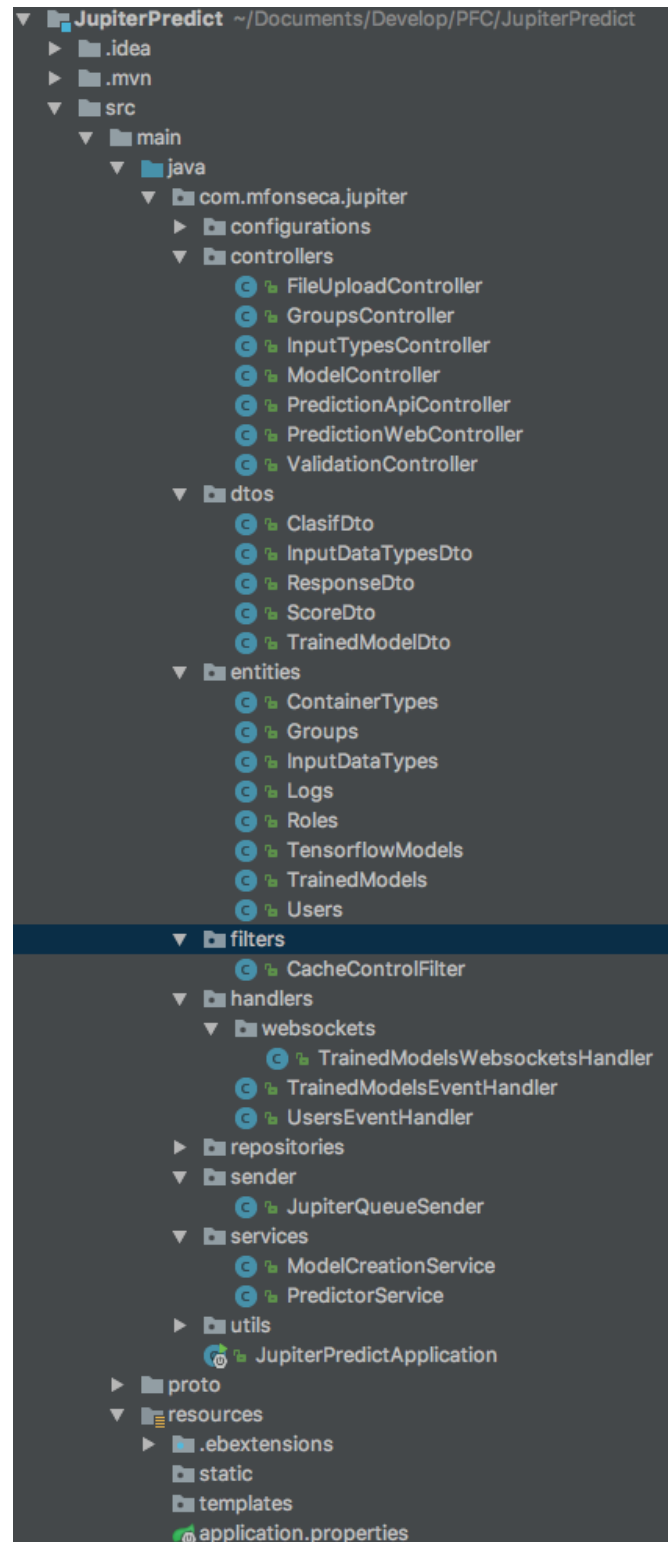 JupiterPredict ~/Documents/Develop/PFC/JupiterPredict
.idea
.mvn
src
main
java
com.mfonseca.jupiter
configurations
controllers
FileUploadController
GroupsController
InputTypesController
ModelController
PredictionApiController
PredictionWebController
ValidationController
dtos
ClasifDto
InputDataTypesDto
ResponseDto
ScoreDto
TrainedModelDto
entities
ContainerTypes
Groups
InputDataTypes
Logs
Roles
TensorflowModels
TrainedModels
Users
filters
CacheControlFilter
handlers
websockets
TrainedModelsWebsocketsHandler
TrainedModelsEventHandler
UsersEventHandler
repositories
sender
JupiterQueueSender
services
ModelCreationService
PredictorService
utils
JupiterPredictApplication
proto
resources
.ebextensions
static
templates
application.properties